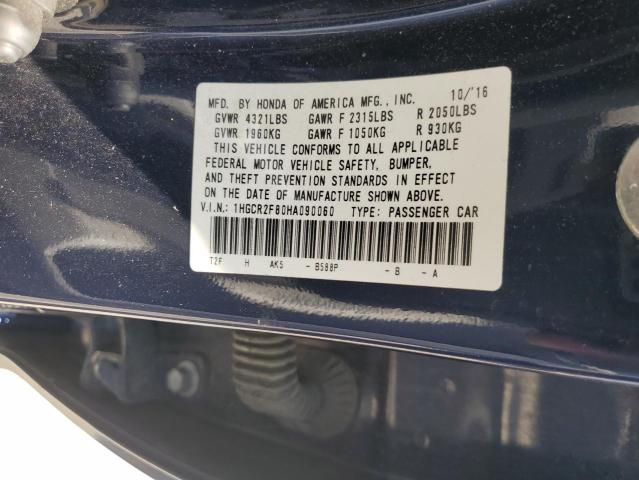 MFD. BY HONDA OF AMERICA MFG., INC. 10/'16
GVWR 4321LBS GAWR F 2315LBS R 2050LBS
GVWR 1960KG GAWR F 1050KG R 930KG
THIS VEHICLE CONFORMS TO ALL APPLICABLE
FEDERAL MOTOR VEHICLE SAFETY, BUMPER,
AND THEFT PREVENTION STANDARDS IN EFFECT
ON THE DATE OF MANUFACTURE SHOWN ABOVE.
V.I.N.: 1HGCR2F80HA090060 TYPE: PASSENGER CAR
T2F H AK5 - B588P - B - A